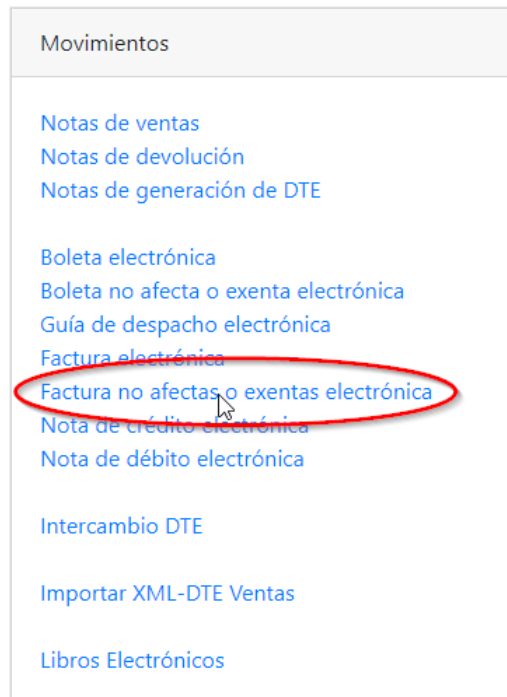 Movimientos
Notas de ventas
Notas de devolución
Notas de generación de DTE
Boleta electrónica
Boleta no afecta o exenta electrónica
Guía de despacho electrónica
Factura electrónica
Factura no afectas o exentas electrónica
Nota de crédito electrónica
Nota de débito electrónica
Intercambio DTE
Importar XML-DTE Ventas
Libros Electrónicos